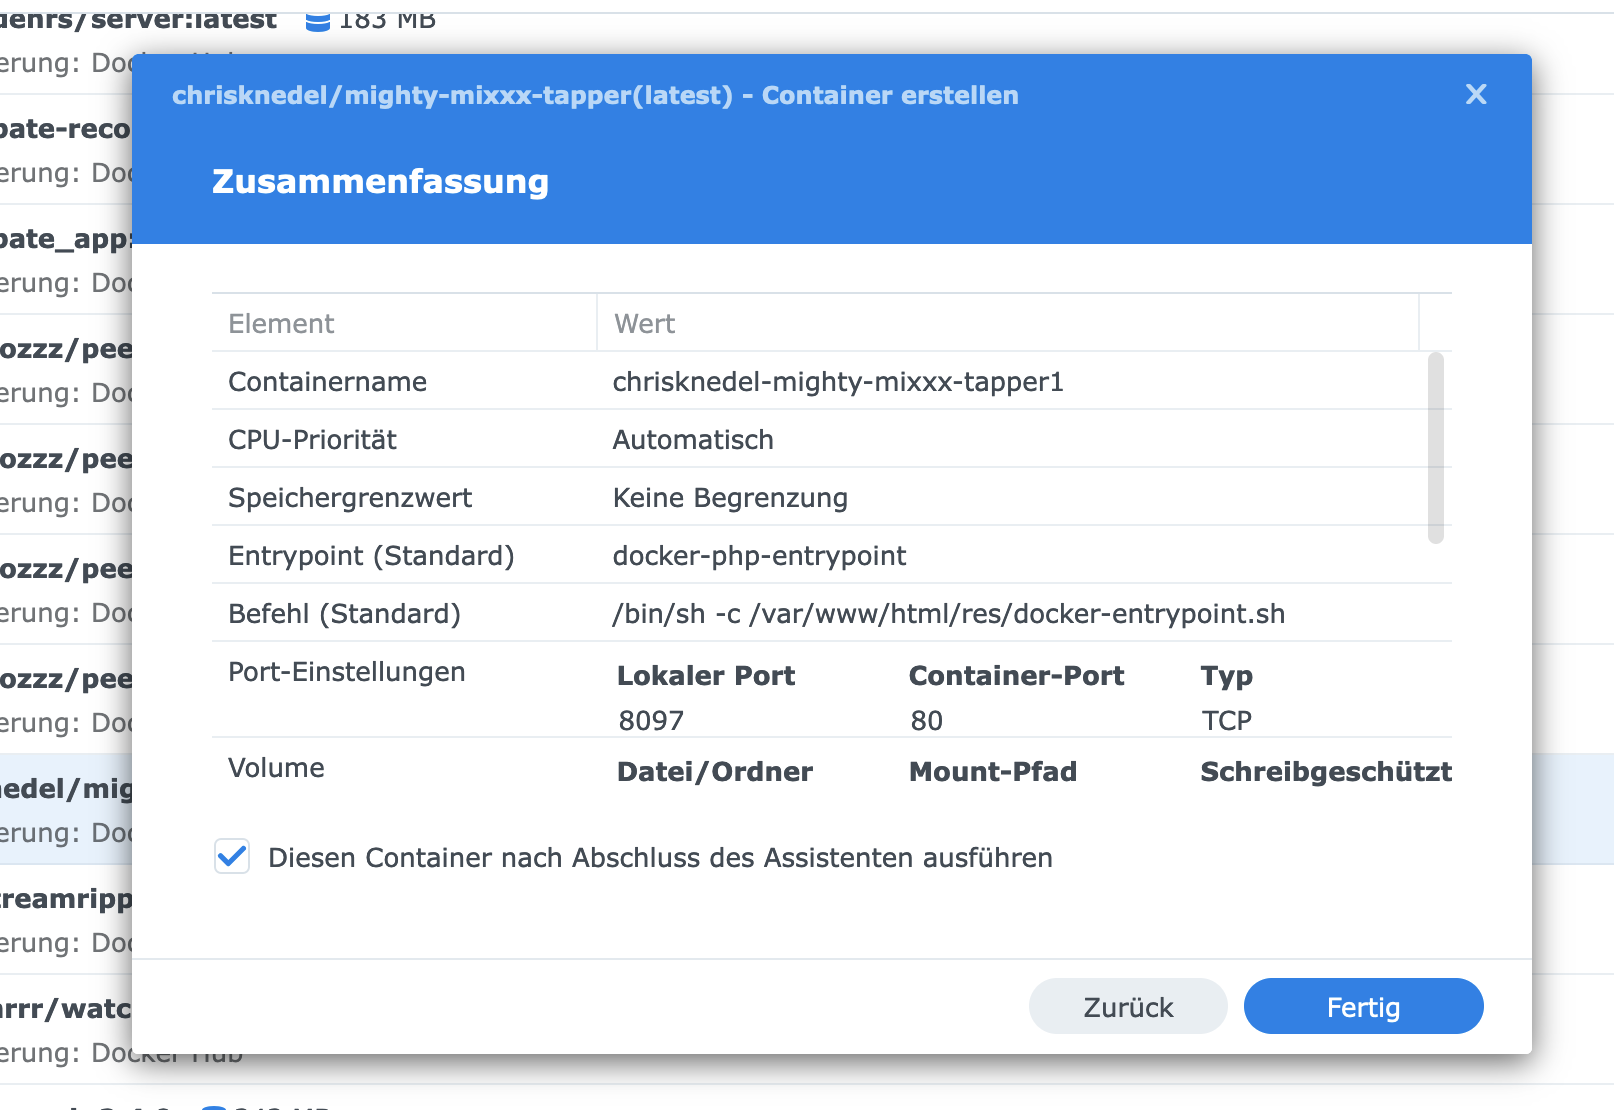 denrs/server:latest 183 MB
erung:
chrisknedel/mighty-mixxx-tapper(latest) - Container erstellen
X
Zusammenfassung
Element Wert
Containername chrisknedel-mighty-mixxx-tapper1
CPU-Priorität Automatisch
Speichergrenzwert Keine Begrenzung
Entrypoint (Standard) docker-php-entrypoint
Befehl (Standard) /bin/sh -c /var/www/html/res/docker-entrypoint.sh
Port-Einstellungen Lokaler Port Container-Port Typ
8097 80 TCP
Volume Datei/Ordner Mount-Pfad Schreibgeschützt
Diesen Container nach Abschluss des Assistenten ausführen
Zurück Fertig
pate-reco
erung: Doc
pate_app:
erung: Doc
ozzz/pee
erung: Doc
ozzz/pee
erung: Doc
ozzz/pee
erung: Doc
ozzz/pee
erung: Doc
nedel/mig
erung: Doc
treamripp
erung: Doc
arrr/watc
erung: Docker Hub